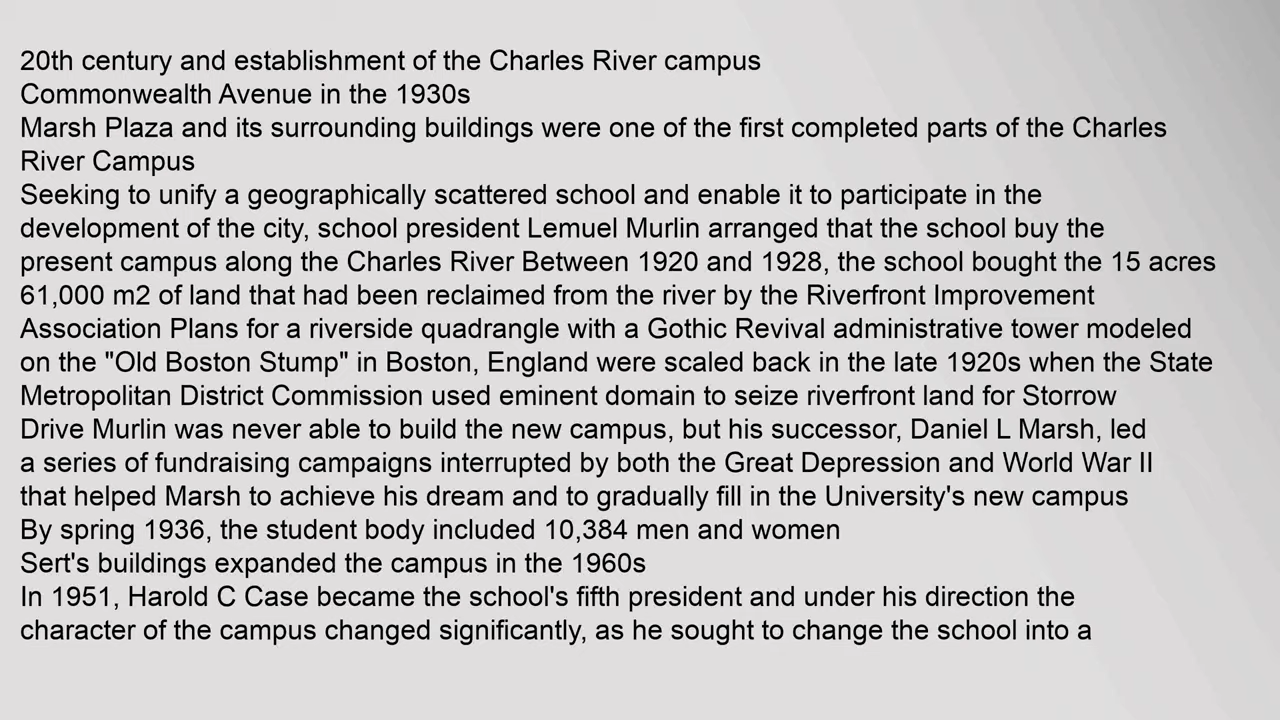 20th century and establishment of the Charles River campus
Commonwealth Avenue in the 1930s
Marsh Plaza and its surrounding buildings were one of the first completed parts of the Charles
River Campus
Seeking to unify a geographically scattered school and enable it to participate in the
development of the city, school president Lemuel Murlin arranged that the school buy the
present campus along the Charles River Between 1920 and 1928, the school bought the 15 acres
61,000 m2 of land that had been reclaimed from the river by the Riverfront Improvement
Association Plans for a riverside quadrangle with a Gothic Revival administrative tower modeled
on the "Old Boston Stump" in Boston, England were scaled back in the late 1920s when the State
Metropolitan District Commission used eminent domain to seize riverfront land for Storrow
Drive Murlin was never able to build the new campus, but his successor, Daniel L Marsh, led
a series of fundraising campaigns interrupted by both the Great Depression and World War II
that helped Marsh to achieve his dream and to gradually fill in the University's new campus
By spring 1936, the student body included 10,384 men and women
Sert's buildings expanded the campus in the 1960s
In 1951, Harold C Case became the school's fifth president and under his direction the
character of the campus changed significantly, as he sought to change the school into a